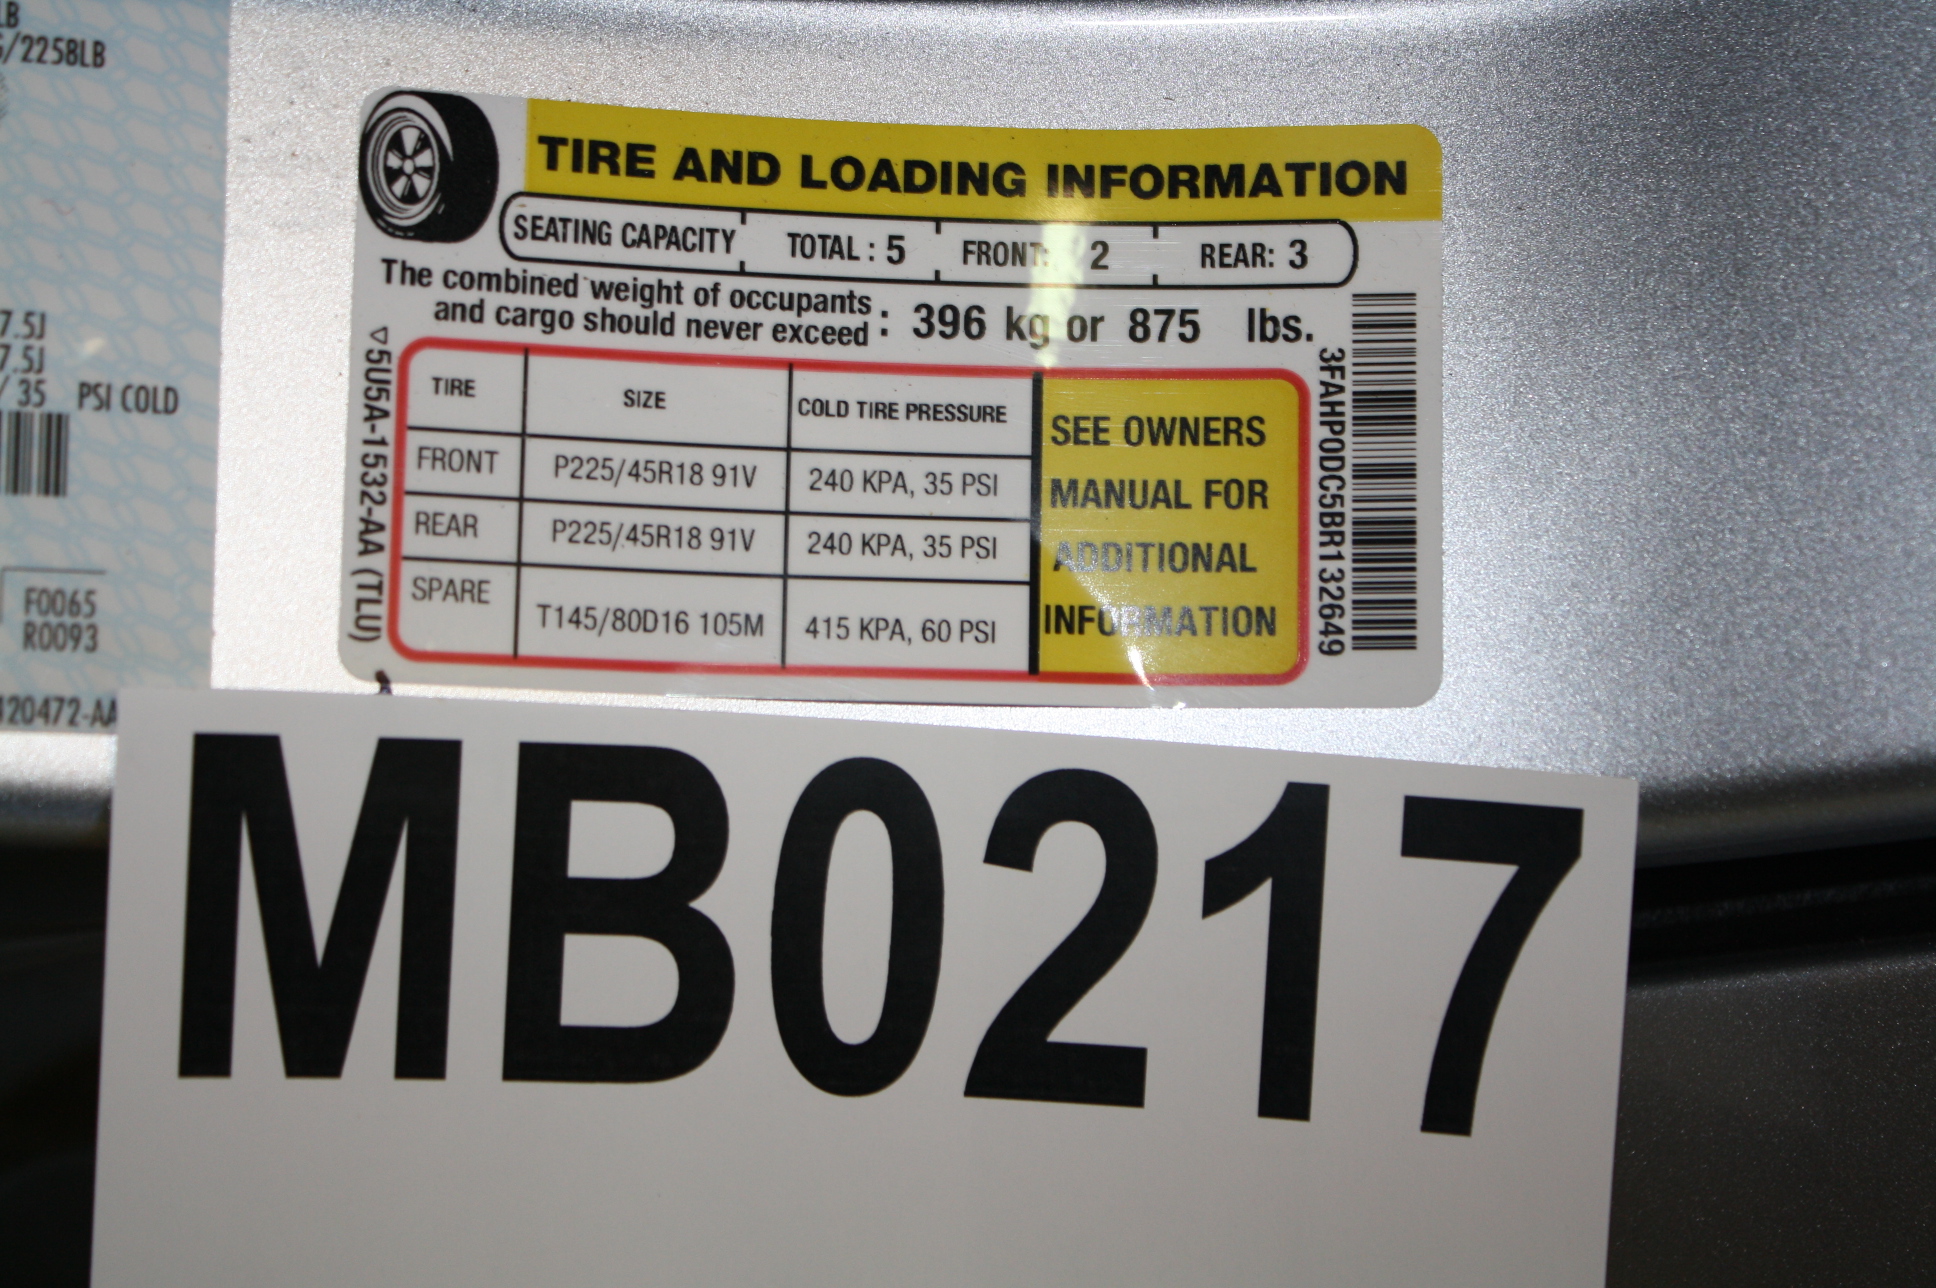 LB
/2258LB
7.5J
7.5J
/ 35 PSI COLD
F0065
R0093
120472-AA
TIRE AND LOADING INFORMATION
SEATING CAPACITY TOTAL : 5 FRONT: 2 REAR: 3
The combined weight of occupants
and cargo should never exceed : 396 kg or 875 lbs.
TIRE SIZE COLD TIRE PRESSURE
FRONT P225/45R18 91V 240 KPA, 35 PSI
REAR P225/45R18 91V 240 KPA, 35 PSI
SPARE T145/80D16 105M 415 KPA, 60 PSI
SEE OWNERS
MANUAL FOR
ADDITIONAL
INFORMATION
5U5A-1532-AA (TLU)
3FAHP0DC5BR132649
MB0217